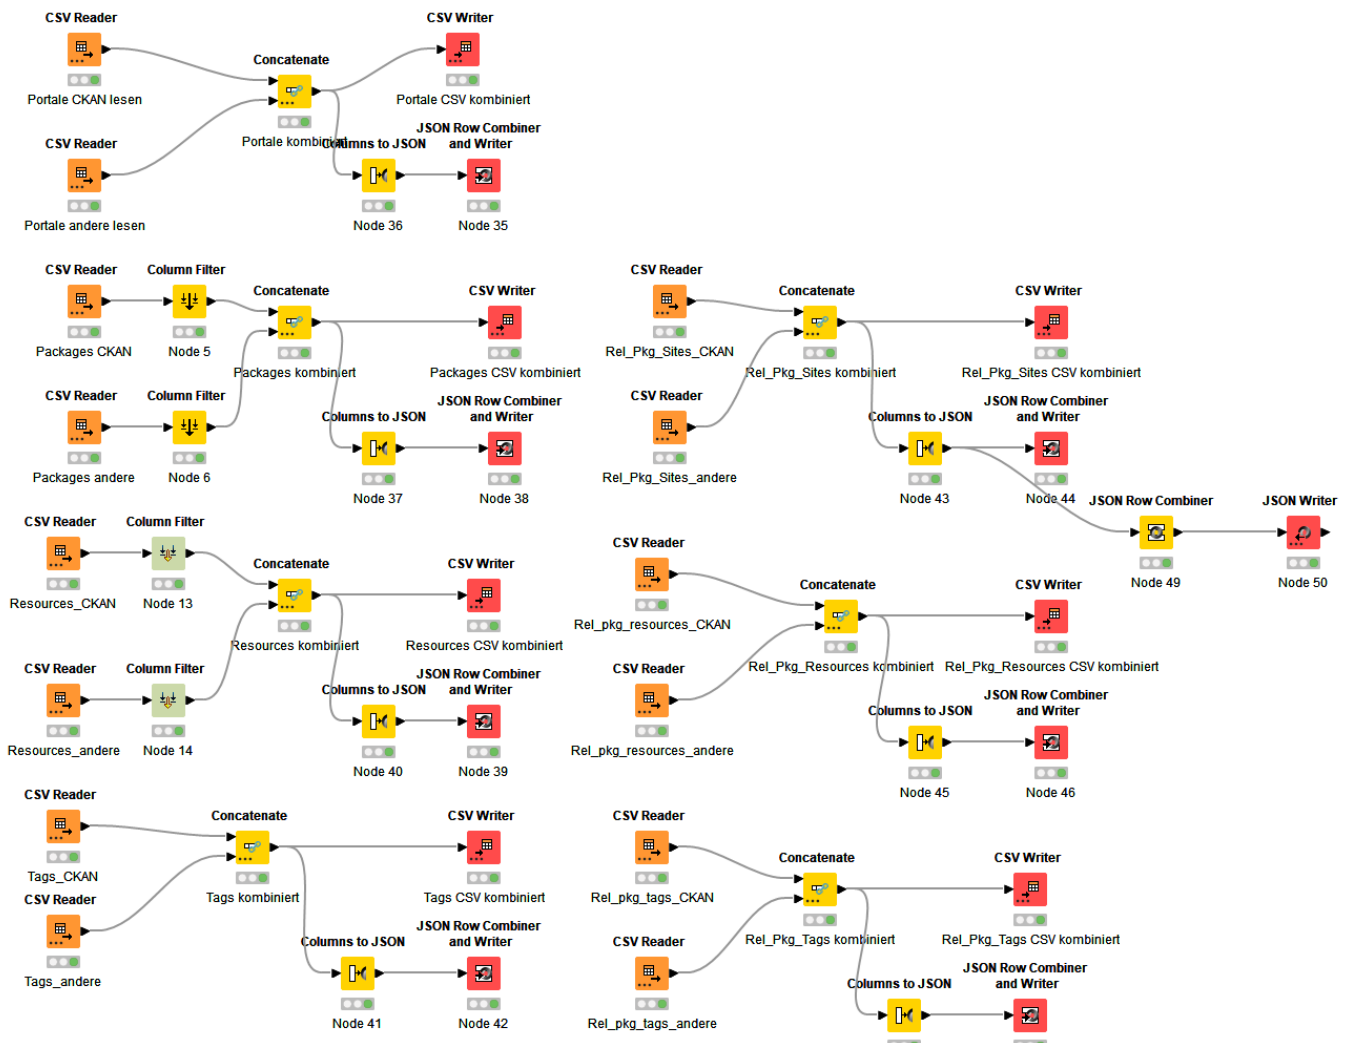 CSV Reader
CSV Writer
Concatenate
Portale CKAN lesen
Portale CSV kombiniert
CSV Reader
Portale kombiniert
Columns to JSON
JSON Row Combiner
and Writer
Portale andere lesen
Node 36
Node 35
CSV Reader
Column Filter
Concatenate
CSV Writer
Packages CKAN
Node 5
Packages kombiniert
Packages CSV kombiniert
CSV Reader
Column Filter
Columns to JSON
JSON Row Combiner
and Writer
Packages andere
Node 6
Node 37
Node 38
CSV Reader
Concatenate
CSV Writer
Rel_Pkg_Sites_CKAN
Rel_Pkg_Sites kombiniert
Rel_Pkg_Sites CSV kombiniert
CSV Reader
Columns to JSON
JSON Row Combiner
and Writer
Rel_Pkg_Sites_andere
Node 43
Node 44
JSON Row Combiner
JSON Writer
Node 49
Node 50
CSV Reader
Column Filter
Concatenate
CSV Writer
Resources_CKAN
Node 13
Resources kombiniert
Resources CSV kombiniert
CSV Reader
Column Filter
Columns to JSON
JSON Row Combiner
and Writer
Resources_andere
Node 14
Node 40
Node 39
CSV Reader
Concatenate
CSV Writer
Rel_pkg_resources_CKAN
Rel_Pkg_Resources kombiniert
Rel_Pkg_Resources CSV kombiniert
CSV Reader
Columns to JSON
JSON Row Combiner
and Writer
Rel_pkg_resources_andere
Node 45
Node 46
CSV Reader
Concatenate
CSV Writer
Tags_CKAN
Tags kombiniert
Tags CSV kombiniert
CSV Reader
Columns to JSON
JSON Row Combiner
and Writer
Tags_andere
Node 41
Node 42
CSV Reader
Concatenate
CSV Writer
Rel_pkg_tags_CKAN
Rel_Pkg_Tags kombiniert
Rel_Pkg_Tags CSV kombiniert
CSV Reader
Columns to JSON
JSON Row Combiner
and Writer
Rel_pkg_tags_andere